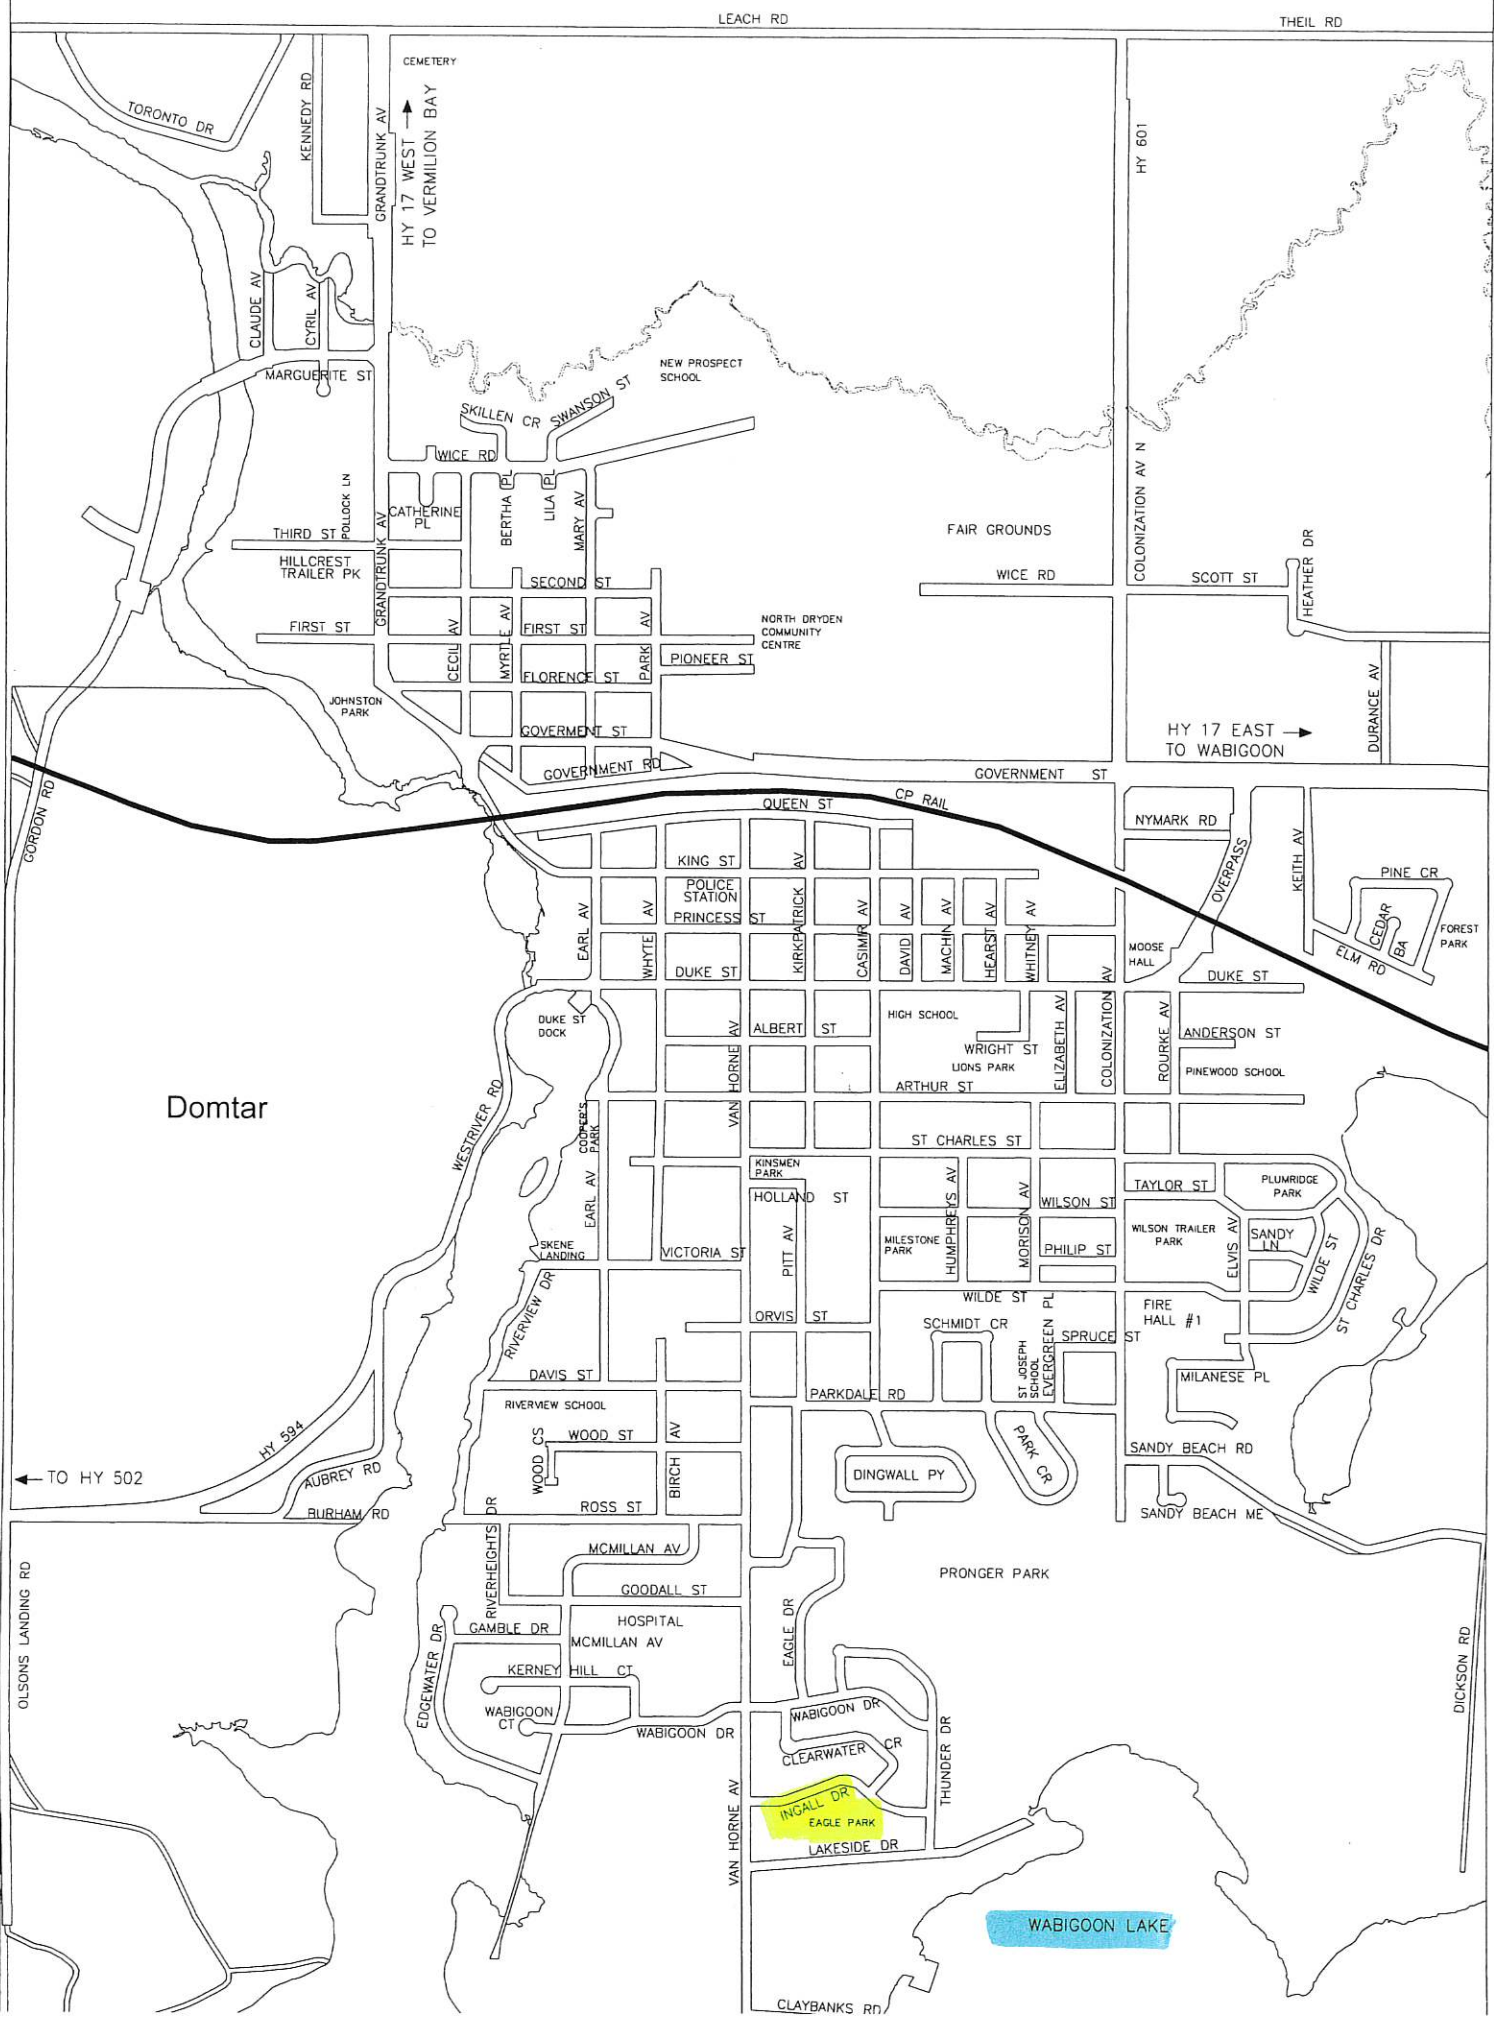 LEACH RD
THEIL RD
CEMETERY
TORONTO DR
KENNEDY RD
GRANDTRUNK AV
HY 17 WEST
TO VERMILION BAY
HY 601
CLAUDE AV
CYRIL AV
MARGUERITE ST
NEW PROSPECT
SCHOOL
SKILLEN CR
SWANSON ST
WICE RD
POLLOCK LN
CATHERINE
PL
BERTHA PL
LILA PL
MARY AV
COLONIZATION AV N
THIRD ST
GRANDTRUNK AV
HILLCREST
TRAILER PK
FAIR GROUNDS
SECOND ST
WICE RD
SCOTT ST
HEATHER DR
FIRST ST
CECIL AV
MYRTLE AV
FIRST ST
PARK AV
NORTH DRYDEN
COMMUNITY
CENTRE
PIONEER ST
FLORENCE ST
JOHNSTON
PARK
DURANCE AV
GOVERMENT ST
HY 17 EAST
TO WABIGOON
GOVERNMENT RD
GOVERNMENT ST
CP RAIL
QUEEN ST
GORDON RD
NYMARK RD
OVERPASS
KEITH AV
KING ST
POLICE
STATION
PRINCESS ST
PINE CR
CEDAR
BA
FOREST
PARK
ELM RD
EARL AV
WHYTE AV
KIRKPATRICK AV
CASIMIR AV
DAVID AV
MACHIN AV
HEARST AV
WHITNEY AV
MOOSE
HALL
DUKE ST
DUKE ST
DUKE ST
DOCK
VAN HORNE AV
ALBERT ST
HIGH SCHOOL
WRIGHT ST
LIONS PARK
ELIZABETH AV
COLONIZATION AV
ROURKE AV
ANDERSON ST
PINEWOOD SCHOOL
ARTHUR ST
Domtar
WESTRIVER RD
COOPER'S
PARK
ST CHARLES ST
KINSMEN
PARK
HOLLAND ST
EARL AV
HUMPHREYS AV
MORISON AV
WILSON ST
TAYLOR ST
PLUMRIDGE
PARK
MILESTONE
PARK
WILSON TRAILER
PARK
SANDY
LN
ELVIS AV
WILDE ST
ST CHARLES DR
SKENE
LANDING
VICTORIA ST
PITT AV
PHILIP ST
RIVERVIEW DR
WILDE ST
FIRE
HALL #1
ORVIS ST
SCHMIDT CR
ST JOSEPH
SCHOOL
EVERGREEN PL
SPRUCE ST
DAVIS ST
MILANESE PL
PARKDALE RD
RIVERVIEW SCHOOL
HY 594
WOOD CS
WOOD ST
BIRCH AV
PARK CR
SANDY BEACH RD
TO HY 502
AUBREY RD
DINGWALL PY
BURHAM RD
ROSS ST
SANDY BEACH ME
RIVERHEIGHTS DR
MCMILLAN AV
PRONGER PARK
OLSONS LANDING RD
GOODALL ST
EAGLE DR
HOSPITAL
GAMBLE DR
MCMILLAN AV
EDGEWATER DR
KERNEY HILL CT
DICKSON RD
WABIGOON
CT
WABIGOON DR
WABIGOON DR
CLEARWATER CR
THUNDER DR
VAN HORNE AV
INGALL DR
EAGLE PARK
LAKESIDE DR
WABIGOON LAKE
CLAYBANKS RD